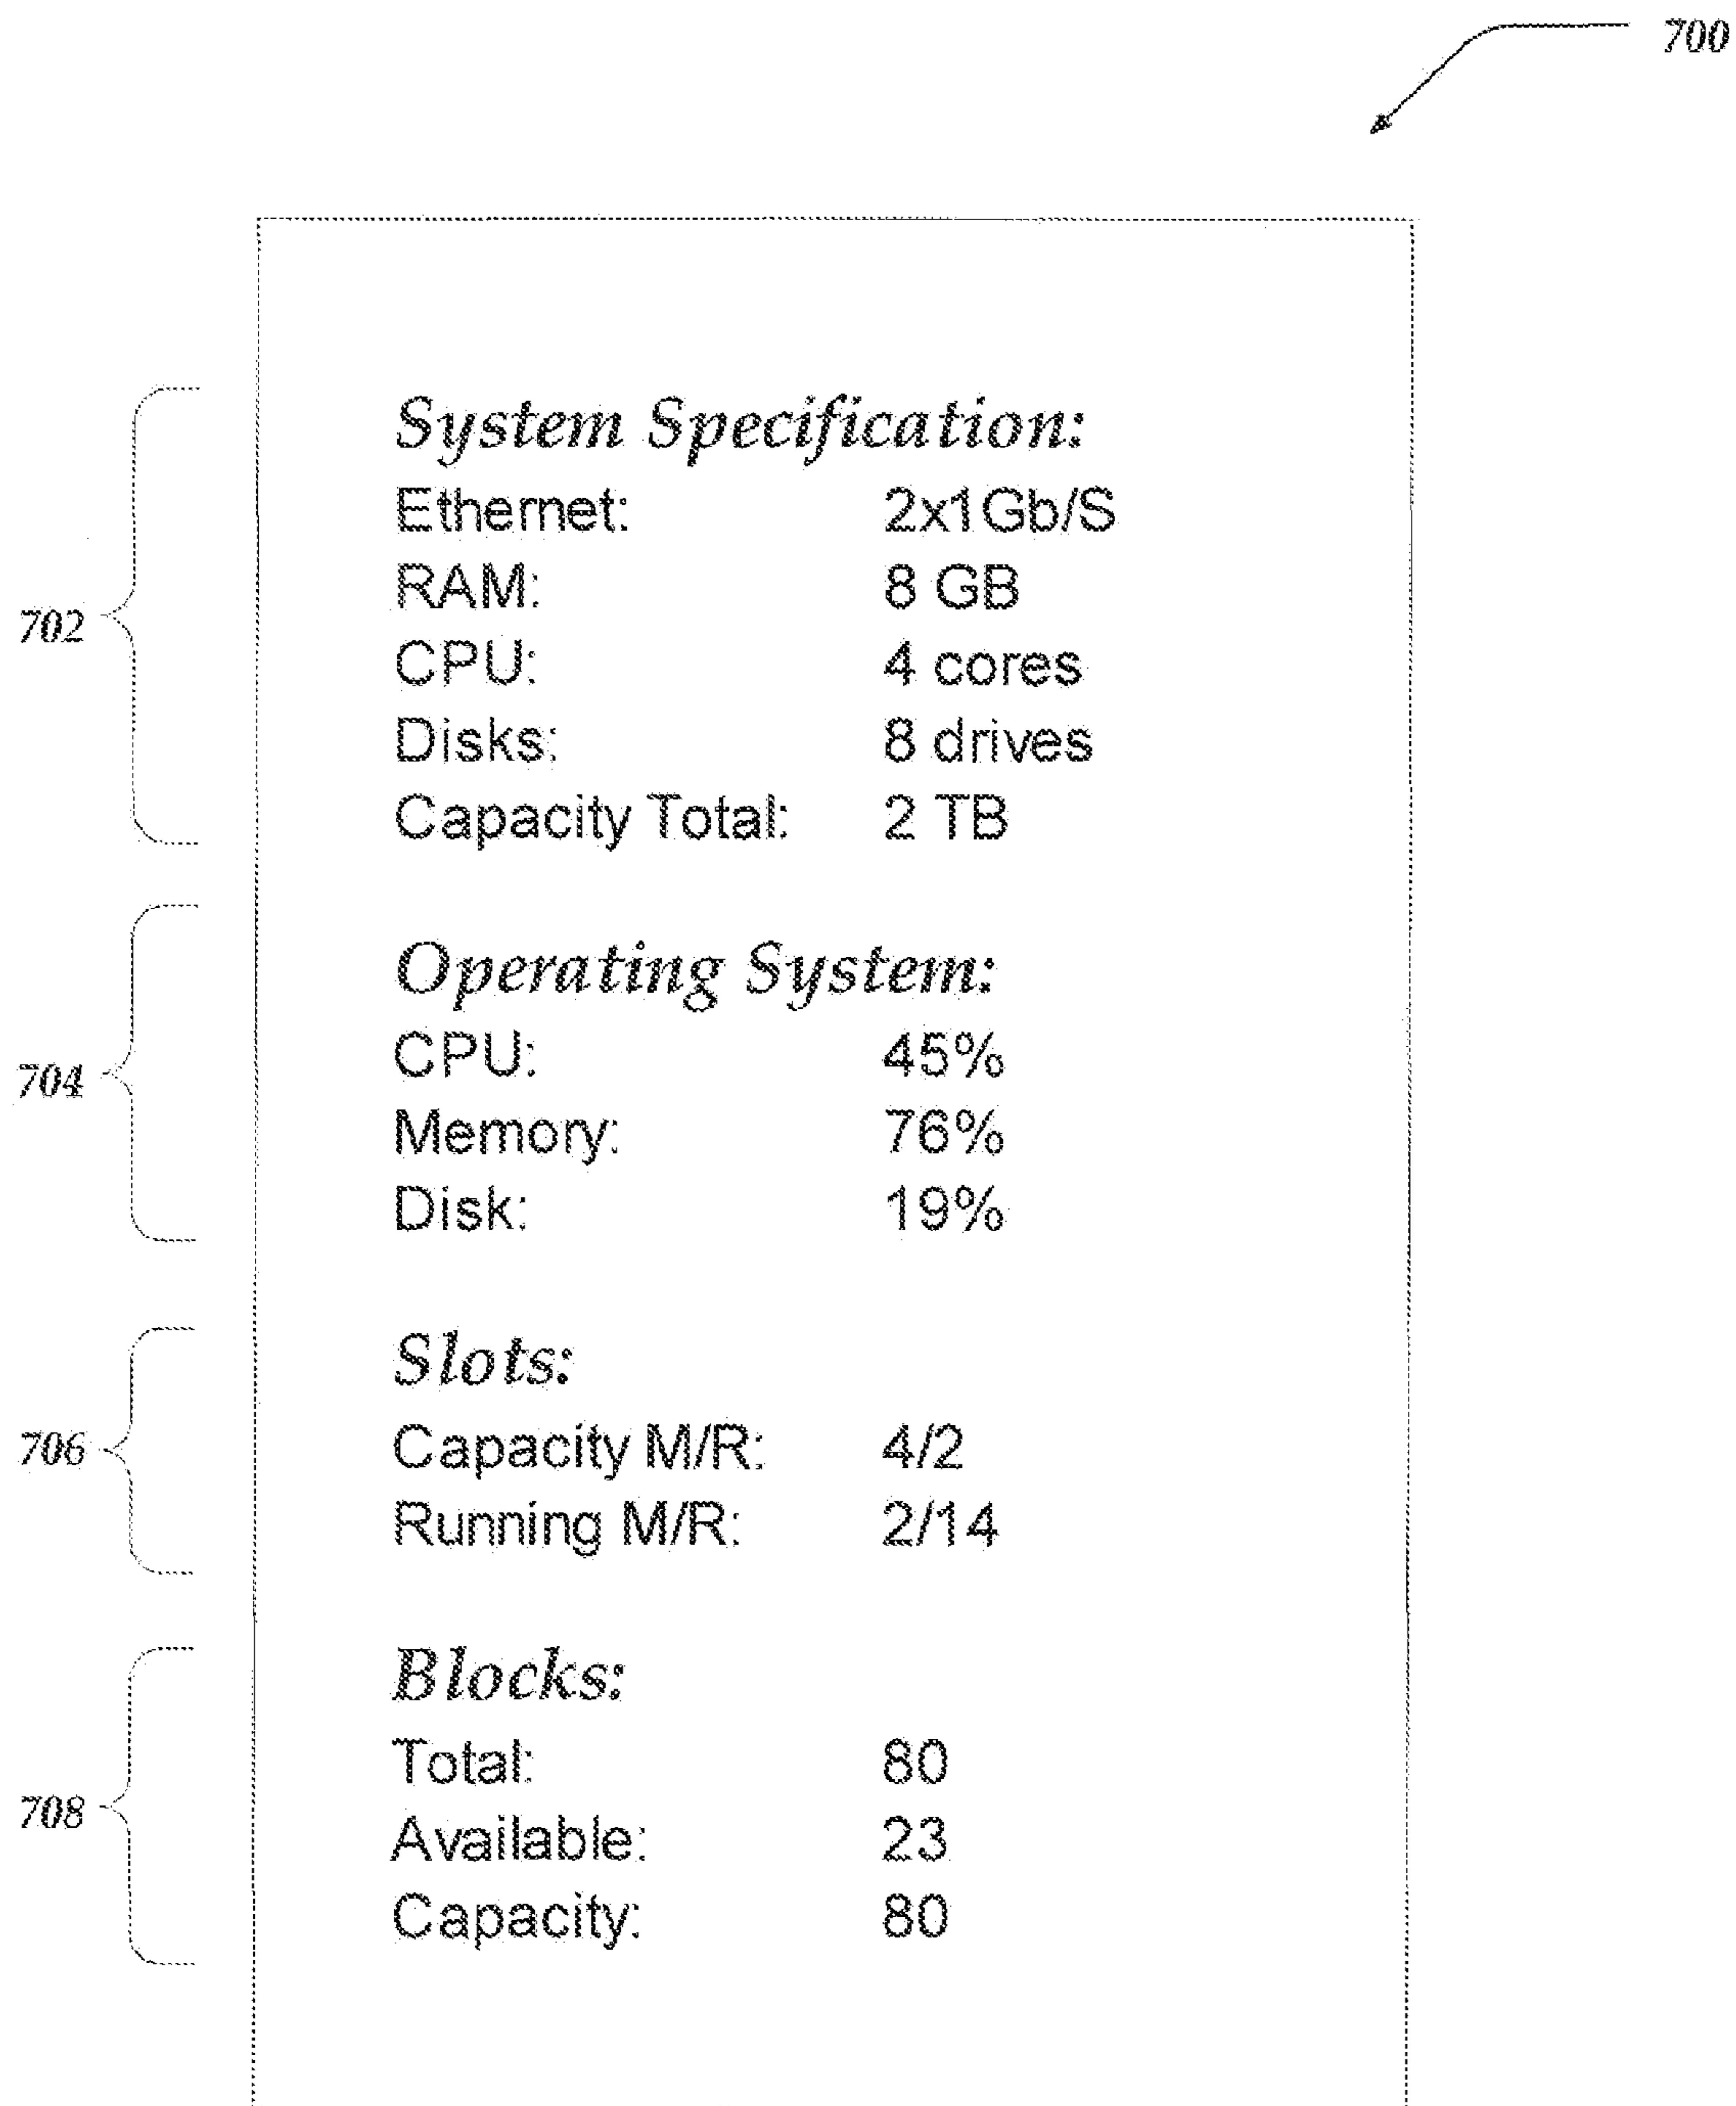 700
System Specification:
Ethernet: 2x1Gb/S
RAM: 8 GB
702
CPU: 4 cores
Disks: 8 drives
Capacity Total: 2 TB
Operating System:
CPU: 45%
704
Memory: 76%
Disk: 19%
Slots:
706
Capacity M/R: 4/2
Running M/R: 2/14
Blocks:
Total: 80
708
Available: 23
Capacity: 80